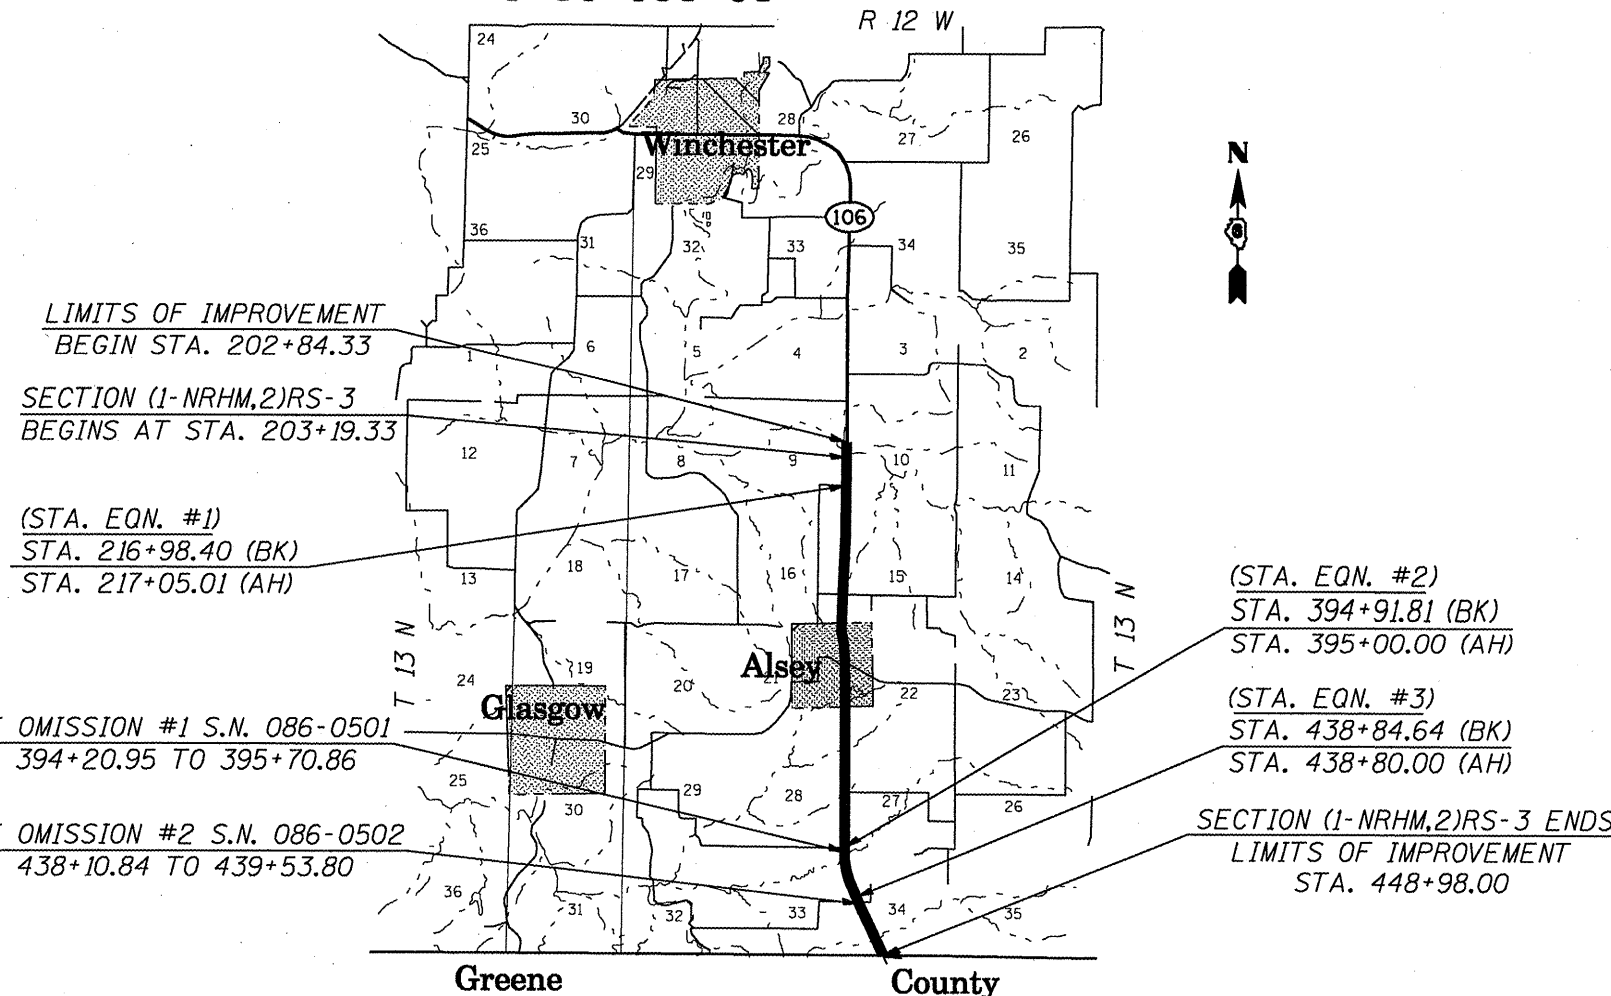 R 12 W
24
30
28
27
26
N
25
Winchester
29
106
36
31
32
33
34
35
LIMITS OF IMPROVEMENT
BEGIN STA. 202+84.33
1
6
5
4
3
2
SECTION (1-NRHM,2)RS-3
BEGINS AT STA. 203+19.33
12
7
8
9
10
11
(STA. EQN. #1)
STA. 216+98.40 (BK)
STA. 217+05.01 (AH)
13
18
17
16
15
14
(STA. EQN. #2)
STA. 394+91.81 (BK)
STA. 395+00.00 (AH)
T 13 N
T 13 N
24
19
20
Alsey
21
22
23
Glasgow
(STA. EQN. #3)
STA. 438+84.64 (BK)
STA. 438+80.00 (AH)
OMISSION #1 S.N. 086-0501
394+20.95 TO 395+70.86
25
30
29
28
27
26
OMISSION #2 S.N. 086-0502
438+10.84 TO 439+53.80
SECTION (1-NRHM,2)RS-3 ENDS
LIMITS OF IMPROVEMENT
STA. 448+98.00
36
31
32
33
34
35
Greene
County